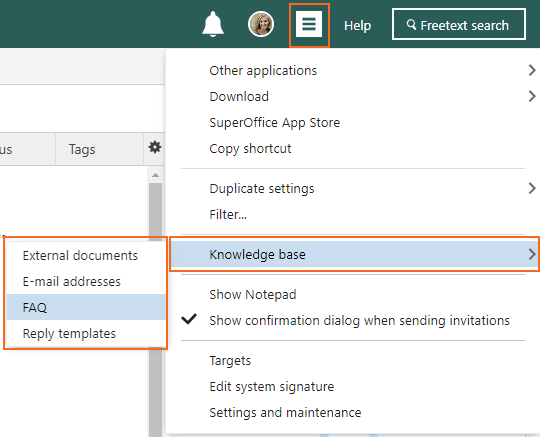 Help
Freetext search
Other applications
Download
SuperOffice App Store
Copy shortcut
us
Tags
Duplicate settings
Filter...
Knowledge base
External documents
E-mail addresses
FAQ
Reply templates
Show Notepad
Show confirmation dialog when sending invitations
Targets
Edit system signature
Settings and maintenance